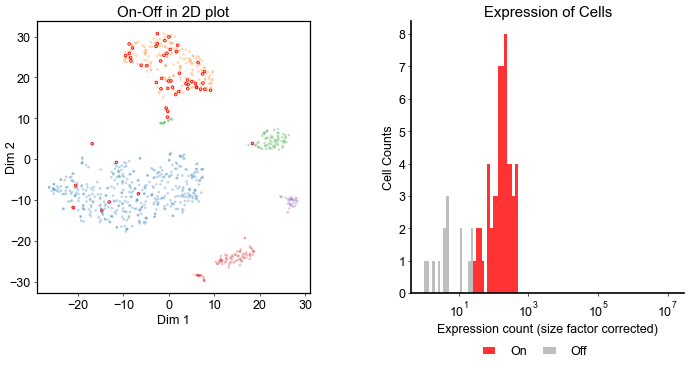 On-Off in 2D plot
Expression of Cells
30
20
10
0
−10
−20
−30
Dim 2
−20 −10 0 10 20 30
Dim 1
8
7
6
5
4
3
2
1
0
Cell Counts
10^1 10^3 10^5 10^7
Expression count (size factor corrected)
On Off